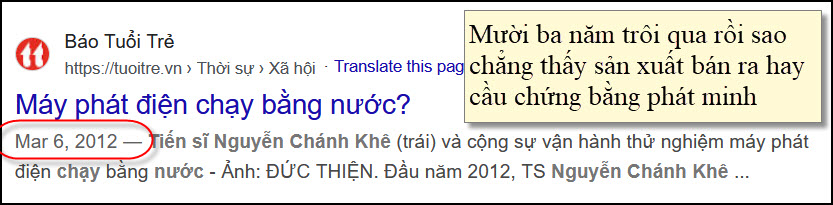 Báo Tuổi Trẻ
https://tuoitre.vn › Thời sự › Xã hội · Translate this pag
Máy phát điện chạy bằng nước?
Mar 6, 2012 — Tiến sĩ Nguyễn Chánh Khê (trái) và cộng sự vận hành thử nghiệm máy phát
điện chạy bằng nước - Ảnh: ĐỨC THIỆN. Đầu năm 2012, TS Nguyễn Chánh Khê ...
Mười ba năm trôi qua rồi sao
chẳng thấy sản xuất bán ra hay
cầu chứng bằng phát minh